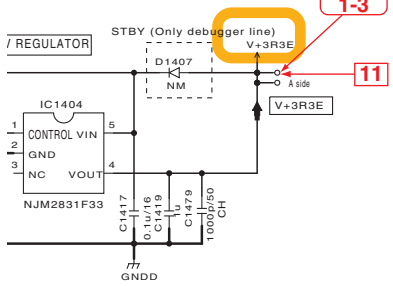 1-3
STBY (Only debugger line)
V+3R3E
V REGULATOR
D1407
NM
11
A side
V+3R3E
IC1404
1
CONTROL VIN
5
2
GND
3
NC
VOUT
4
NJM2831F33
C1417
0.1u/16
C1419
1u
C1479
1000p/50
CH
GNDD